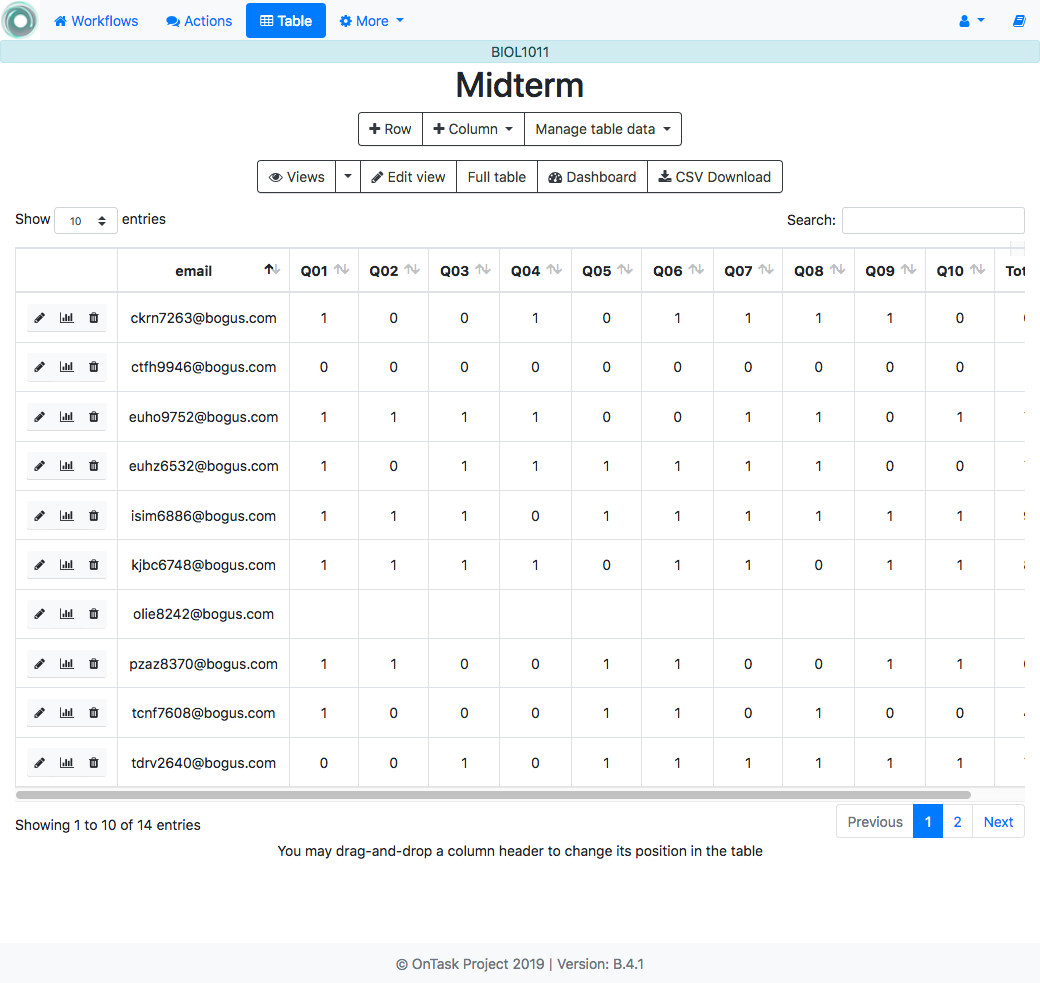 Workflows Actions Table More
BIOL1011
Midterm
Row Column Manage table data
Views Edit view Full table Dashboard CSV Download
Show 10 entries Search:
email Q01 Q02 Q03 Q04 Q05 Q06 Q07 Q08 Q09 Q10
ckrn7263@bogus.com 1 0 0 1 0 1 1 1 1 0
ctfh9946@bogus.com 0 0 0 0 0 0 0 0 0 0
euho9752@bogus.com 1 1 1 1 0 0 1 1 0 1
euhz6532@bogus.com 1 0 1 1 1 1 1 1 0 0
isim6886@bogus.com 1 1 1 0 1 1 1 1 1 1
kjbc6748@bogus.com 1 1 1 1 0 1 1 0 1 1
olie8242@bogus.com
pzaz8370@bogus.com 1 1 0 0 1 1 0 0 1 1
tcnf7608@bogus.com 1 0 0 0 1 1 0 1 0 0
tdrv2640@bogus.com 0 0 1 0 1 1 1 1 1 1
Showing 1 to 10 of 14 entries Previous 1 2 Next
You may drag-and-drop a column header to change its position in the table
© OnTask Project 2019 | Version: B.4.1